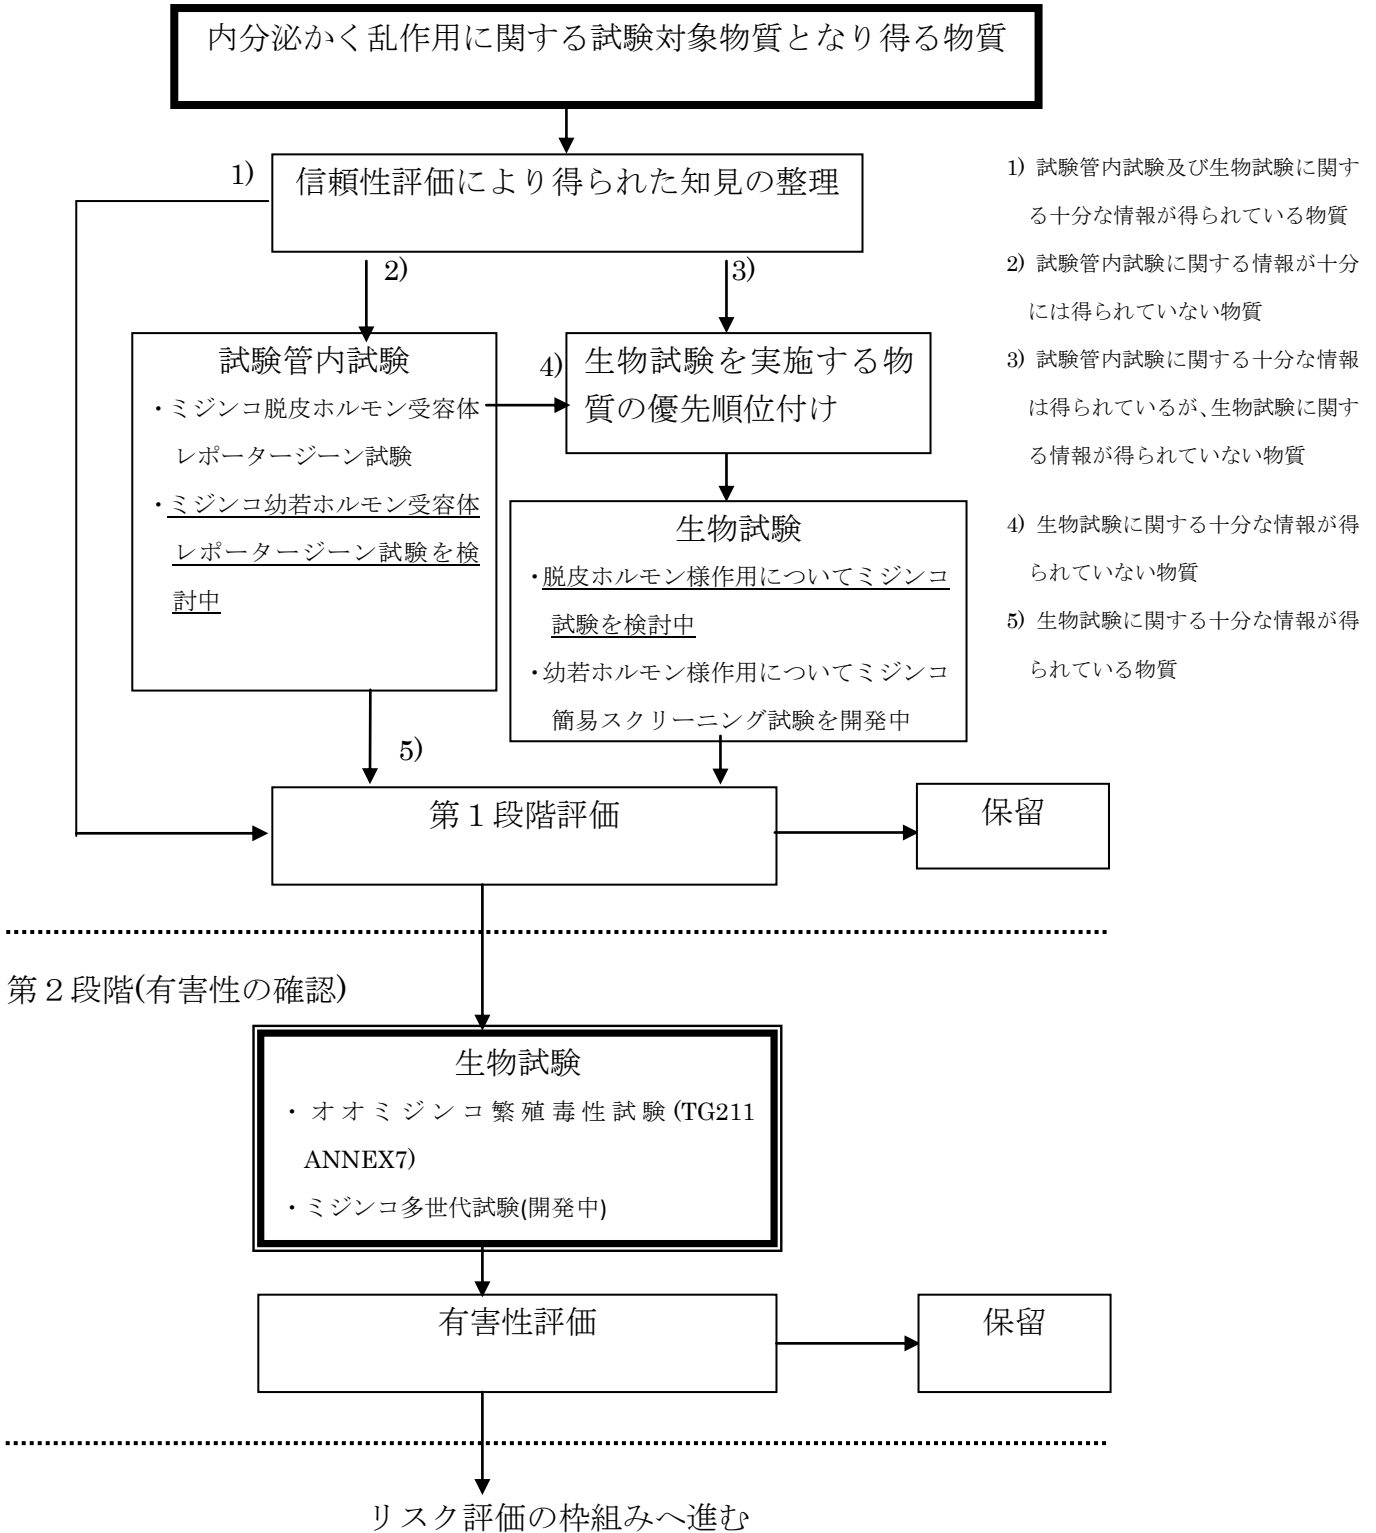 内分泌かく乱作用に関する試験対象物質となり得る物質
1)
信頼性評価により得られた知見の整理
2)
3)
試験管内試験
・ミジンコ脱皮ホルモン受容体
レポータージーン試験
・ミジンコ幼若ホルモン受容体
レポータージーン試験を検
討中
4)
生物試験を実施する物
質の優先順位付け
生物試験
・脱皮ホルモン様作用についてミジンコ
試験を検討中
・幼若ホルモン様作用についてミジンコ
簡易スクリーニング試験を開発中
5)
第１段階評価
保留
1) 試験管内試験及び生物試験に関す
る十分な情報が得られている物質
2) 試験管内試験に関する情報が十分
には得られていない物質
3) 試験管内試験に関する十分な情報
は得られているが、生物試験に関す
る情報が得られていない物質
4) 生物試験に関する十分な情報が得
られていない物質
5) 生物試験に関する十分な情報が得
られている物質
第２段階(有害性の確認)
生物試験
・オオミジンコ繁殖毒性試験(TG211
ANNEX7)
・ミジンコ多世代試験(開発中)
有害性評価
保留
リスク評価の枠組みへ進む